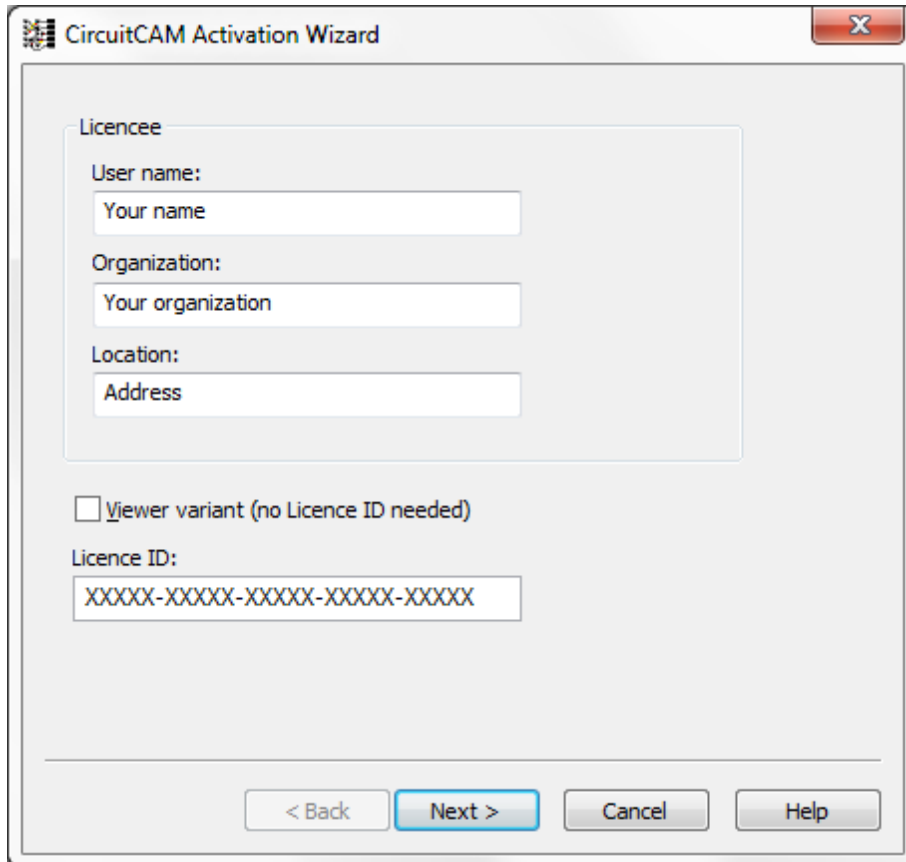 CircuitCAM Activation Wizard
Licencee
User name:
Your name
Organization:
Your organization
Location:
Address
Viewer variant (no Licence ID needed)
Licence ID:
XXXXX-XXXXX-XXXXX-XXXXX-XXXXX
< Back Next > Cancel Help